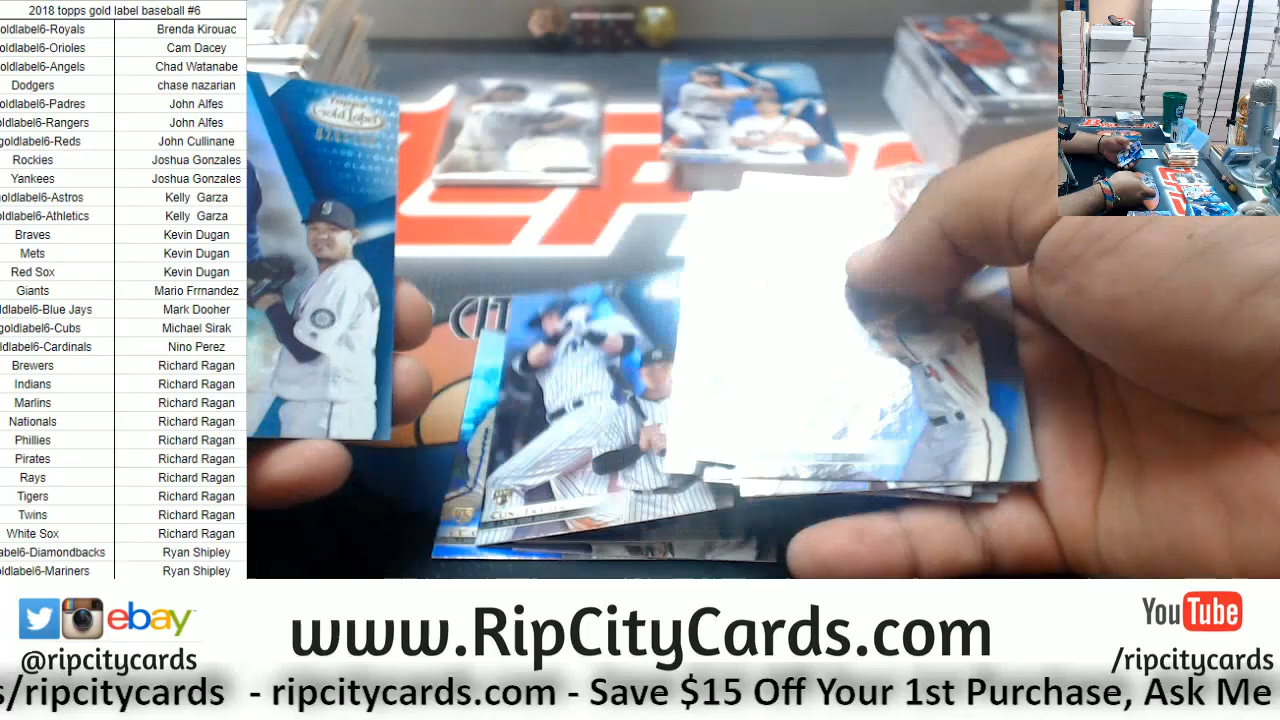 2018 topps gold label baseball #6
oldlabel6-Royals Brenda Kirouac
oldlabel6-Orioles Cam Dacey
oldlabel6-Angels Chad Watanabe
Dodgers chase nazarian
oldlabel6-Padres John Alfes
oldlabel6-Rangers John Alfes
goldlabel6-Reds John Cullinane
Rockies Joshua Gonzales
Yankees Joshua Gonzales
goldlabel6-Astros Kelly Garza
oldlabel6-Athletics Kelly Garza
Braves Kevin Dugan
Mets Kevin Dugan
Red Sox Kevin Dugan
Giants Mario Frrnandez
ldlabel6-Blue Jays Mark Dooher
goldlabel6-Cubs Michael Sirak
ldlabel6-Cardinals Nino Perez
Brewers Richard Ragan
Indians Richard Ragan
Marlins Richard Ragan
Nationals Richard Ragan
Phillies Richard Ragan
Pirates Richard Ragan
Rays Richard Ragan
Tigers Richard Ragan
Twins Richard Ragan
White Sox Richard Ragan
abel6-Diamondbacks Ryan Shipley
oldlabel6-Mariners Ryan Shipley
Topps
Gold Label
CIT
ebay
@ripcitycards
www.RipCityCards.com
YouTube
/ripcitycards
s/ripcitycards - ripcitycards.com - Save $15 Off Your 1st Purchase, Ask Me